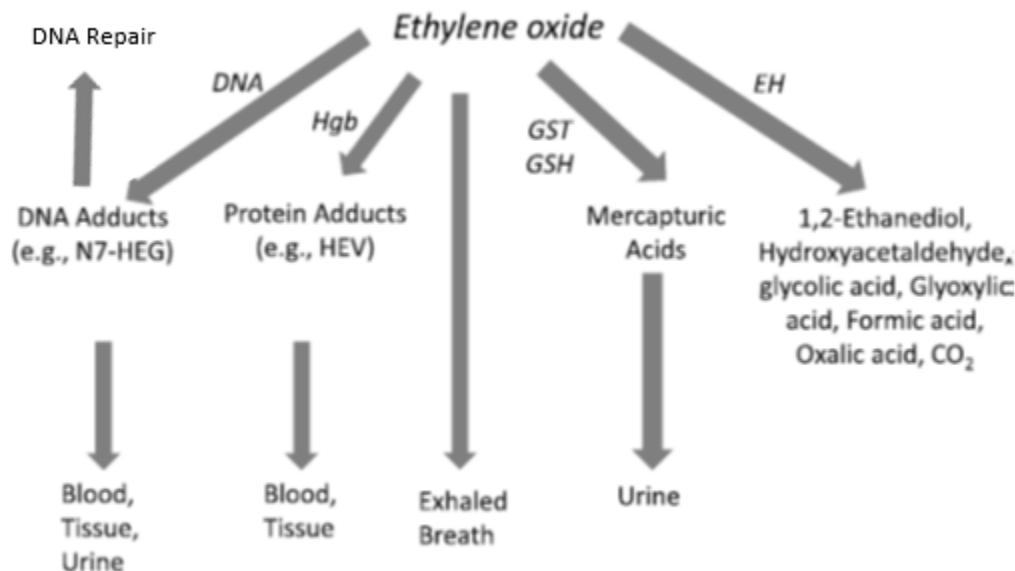 DNA Repair
Ethylene oxide
DNA
Hgb
GST
GSH
EH
DNA Adducts
(e.g., N7-HEG)
Protein Adducts
(e.g., HEV)
Mercapturic
Acids
1,2-Ethanediol,
Hydroxyacetaldehyde,
glycolic acid, Glyoxylic
acid, Formic acid,
Oxalic acid, CO₂
Blood,
Tissue,
Urine
Blood,
Tissue
Exhaled
Breath
Urine